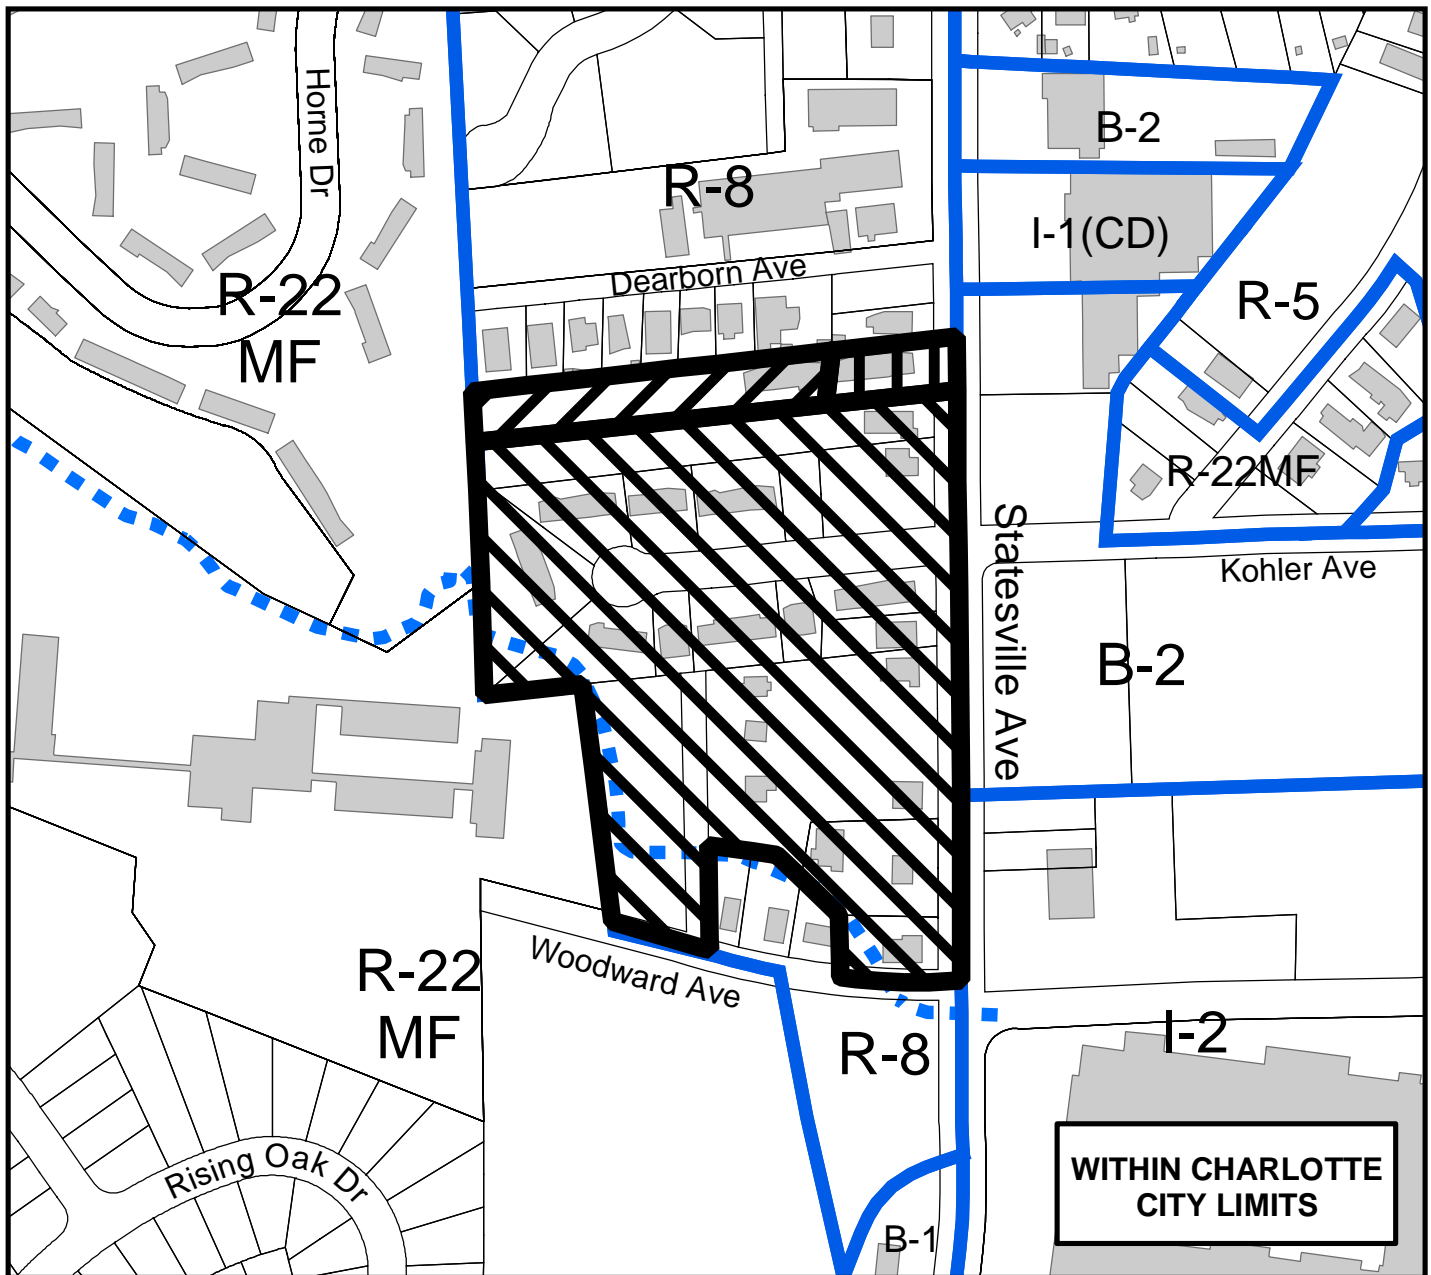 Horne Dr
B-2
R-8
I-1(CD)
Dearborn Ave
R-22
MF
R-5
R-22MF
Statesville Ave
Kohler Ave
B-2
Woodward Ave
R-22
MF
R-8
I-2
Rising Oak Dr
WITHIN CHARLOTTE
CITY LIMITS
B-1